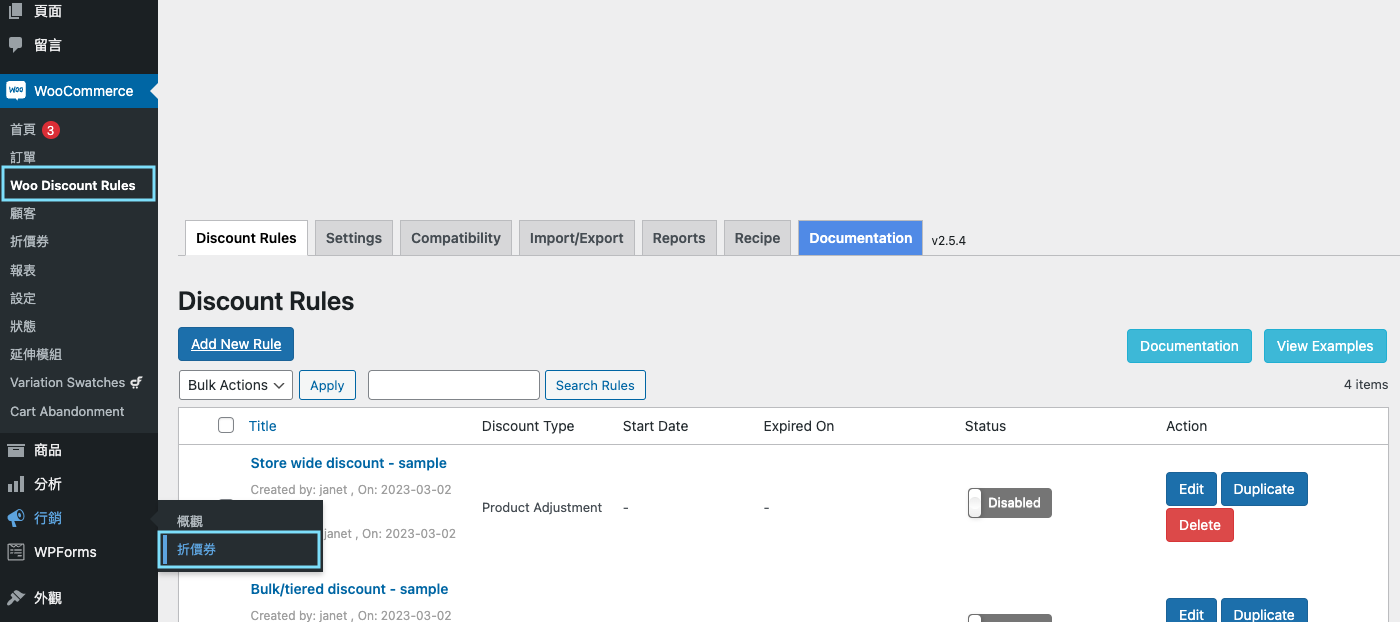 頁面
留言
woo WooCommerce
首頁 3
訂單
Woo Discount Rules
顧客
折價券
報表
設定
狀態
延伸模組
Variation Swatches
Cart Abandonment
商品
分析
行銷
概觀
折價券
WPForms
外觀
Discount Rules Settings Compatibility Import/Export Reports Recipe Documentation v2.5.4
Discount Rules
Add New Rule
Documentation View Examples
Bulk Actions Apply Search Rules 4 items
Title Discount Type Start Date Expired On Status Action
Store wide discount - sample
Created by: janet , On: 2023-03-02
janet , On: 2023-03-02
Product Adjustment - - Disabled Edit Duplicate
Delete
Bulk/tiered discount - sample
Created by: janet , On: 2023-03-02
Edit Duplicate